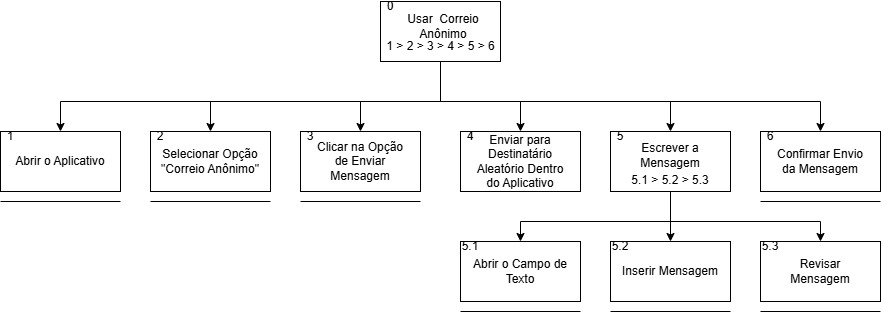 0
Usar Correio
Anônimo
1 > 2 > 3 > 4 > 5 > 6
1
Abrir o Aplicativo
2
Selecionar Opção
"Correio Anônimo"
3
Clicar na Opção
de Enviar
Mensagem
4
Enviar para
Destinatário
Aleatório Dentro
do Aplicativo
5
Escrever a
Mensagem
5.1 > 5.2 > 5.3
6
Confirmar Envio
da Mensagem
5.1
Abrir o Campo de
Texto
5.2
Inserir Mensagem
5.3
Revisar
Mensagem